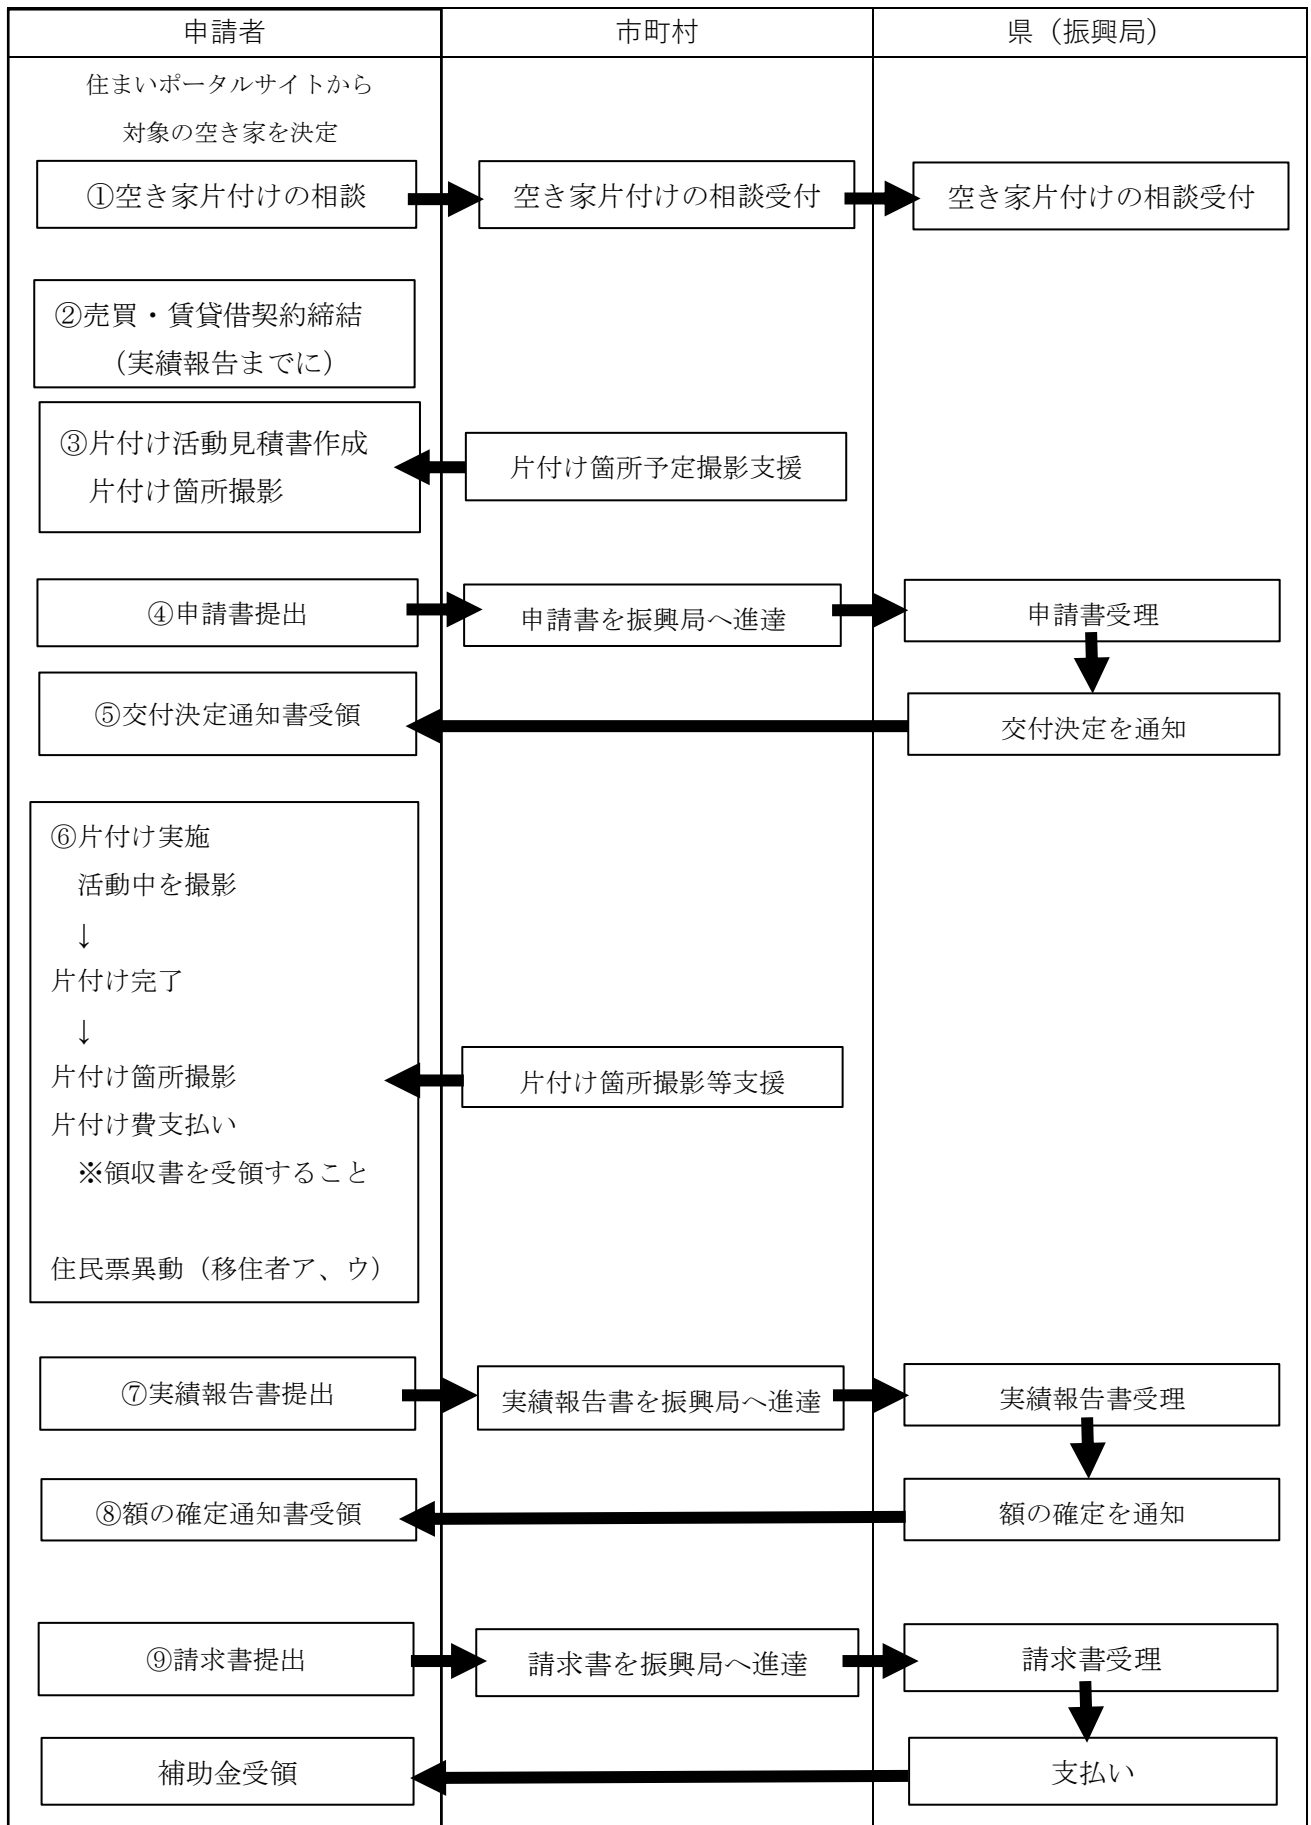 申請者
市町村
県（振興局）
住まいポータルサイトから
対象の空き家を決定
①空き家片付けの相談
空き家片付けの相談受付
空き家片付けの相談受付
②売買・賃貸借契約締結
（実績報告までに）
③片付け活動見積書作成
片付け箇所撮影
片付け箇所予定撮影支援
④申請書提出
申請書を振興局へ進達
申請書受理
⑤交付決定通知書受領
交付決定を通知
⑥片付け実施
活動中を撮影
↓
片付け完了
↓
片付け箇所撮影
片付け費支払い
※領収書を受領すること
住民票異動（移住者ア、ウ）
片付け箇所撮影等支援
⑦実績報告書提出
実績報告書を振興局へ進達
実績報告書受理
⑧額の確定通知書受領
額の確定を通知
⑨請求書提出
請求書を振興局へ進達
請求書受理
補助金受領
支払い